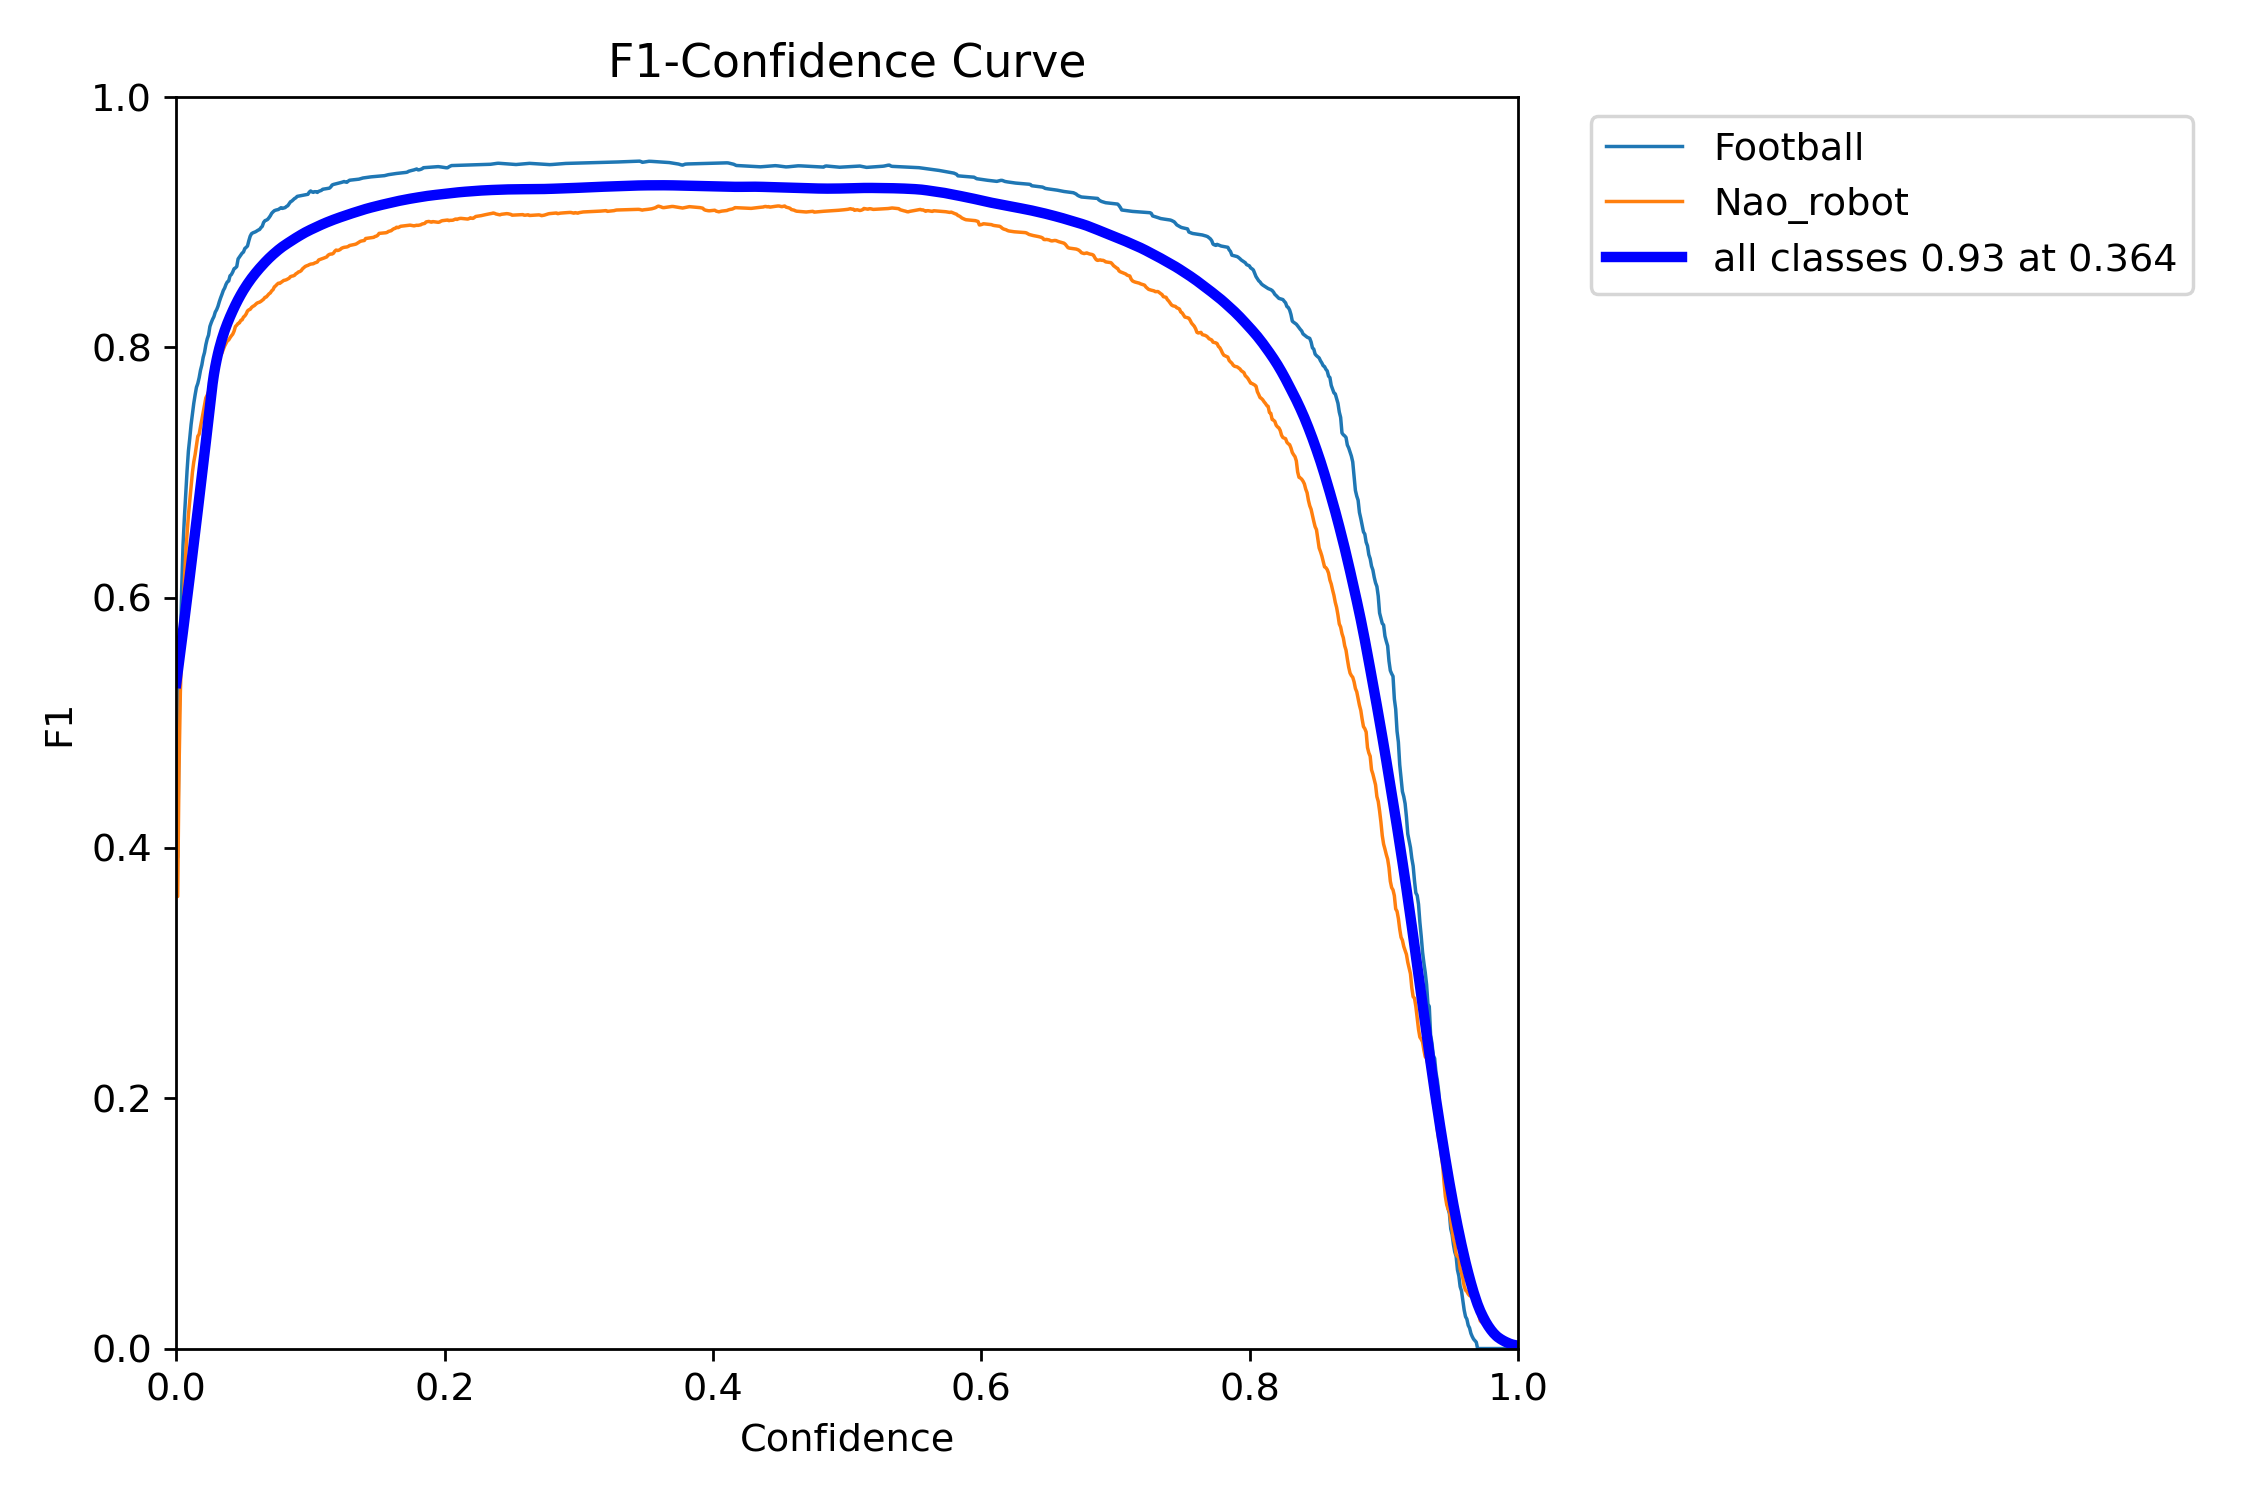 F1-Confidence Curve
1.0
0.8
0.6
0.4
0.2
0.0
F1
0.0 0.2 0.4 0.6 0.8 1.0
Confidence
Football
Nao_robot
all classes 0.93 at 0.364